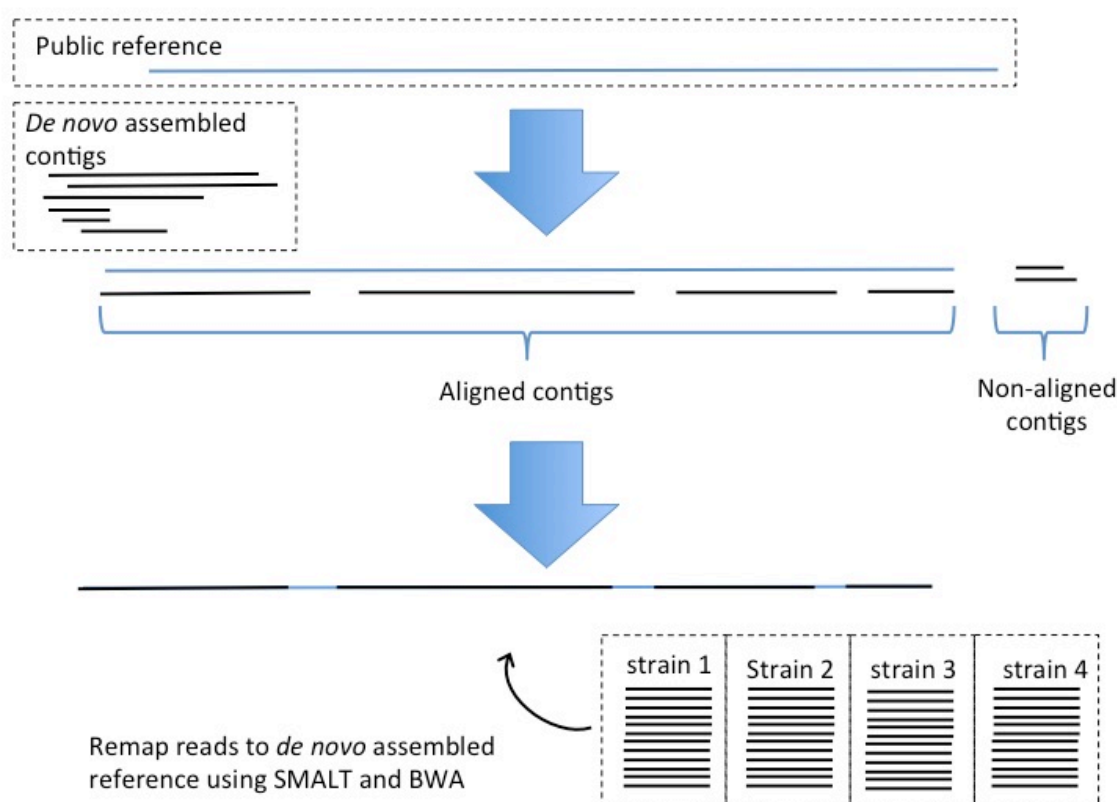 Public reference
De novo assembled
contigs
Aligned contigs
Non-aligned
contigs
strain 1
Strain 2
strain 3
strain 4
Remap reads to de novo assembled
reference using SMALT and BWA